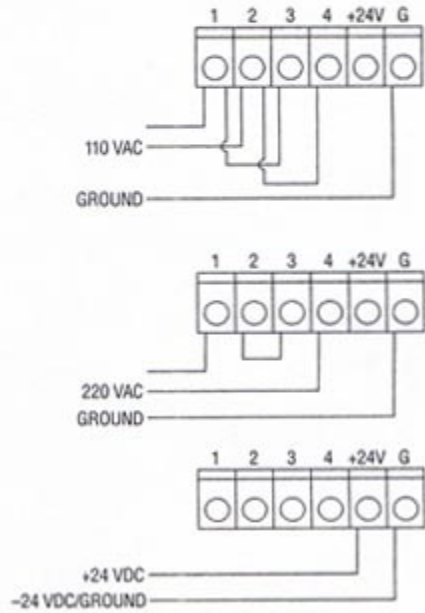 1 2 3 4 +24V G
110 VAC
GROUND
1 2 3 4 +24V G
220 VAC
GROUND
1 2 3 4 +24V G
+24 VDC
–24 VDC/GROUND